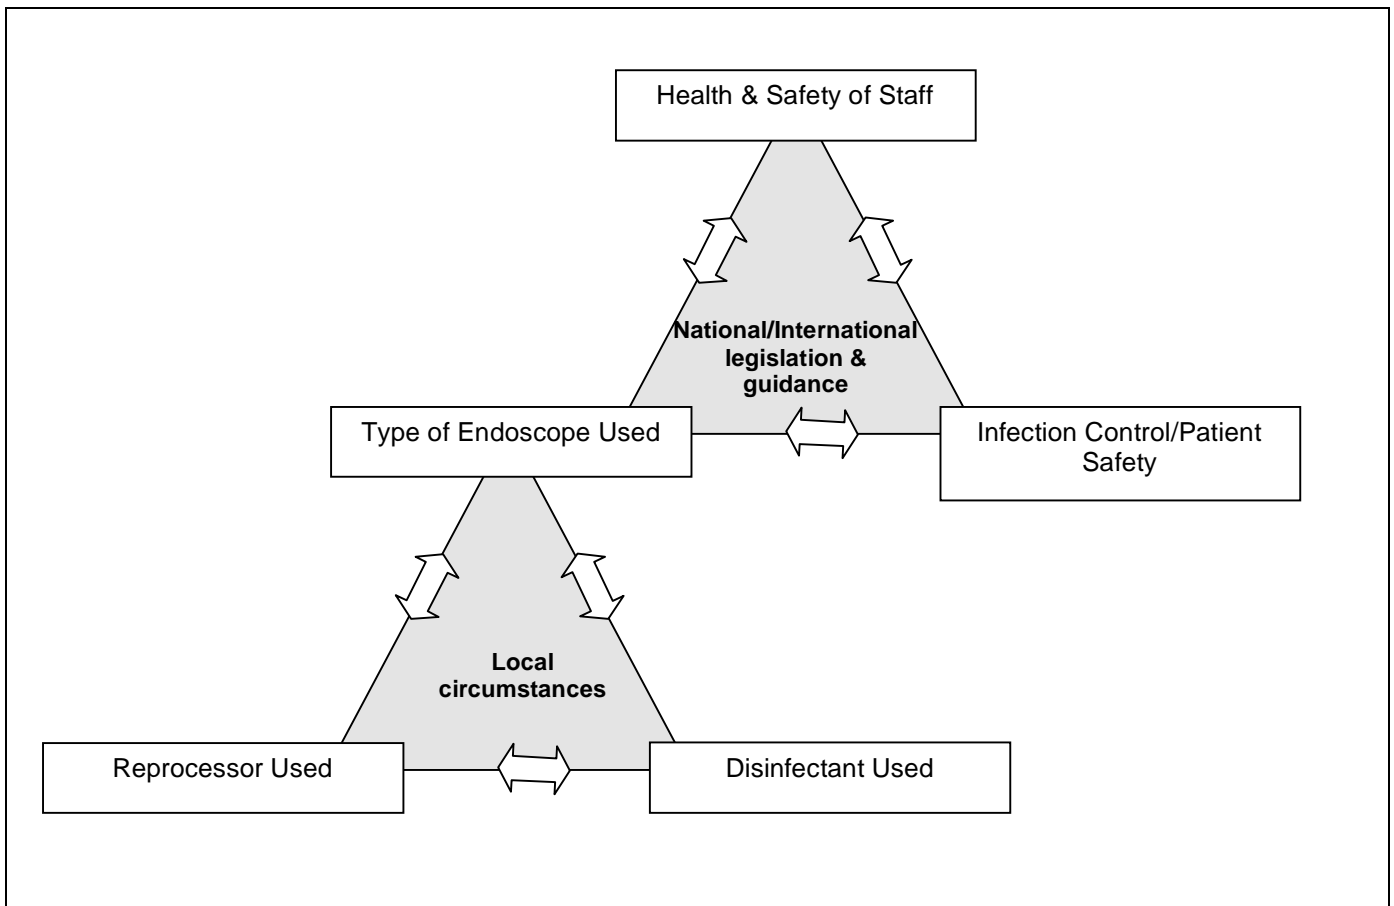 Health & Safety of Staff
National/International
legislation &
guidance
Type of Endoscope Used
Infection Control/Patient
Safety
Local
circumstances
Reprocessor Used
Disinfectant Used